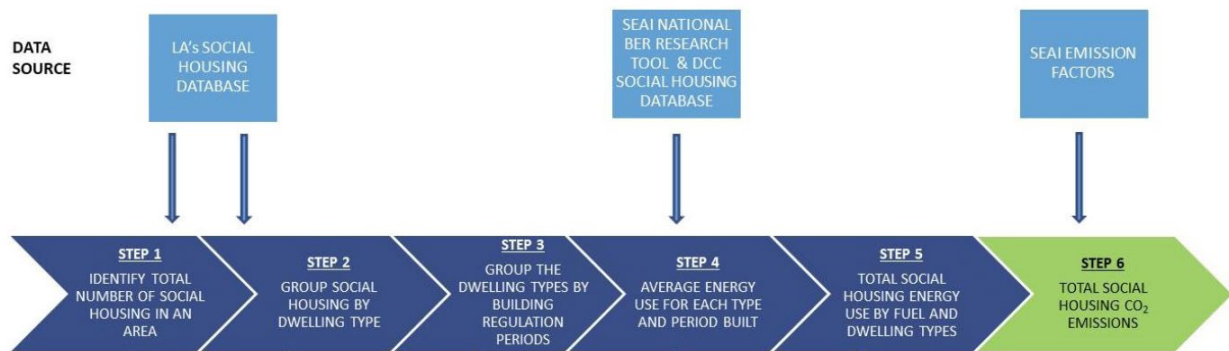 DATA
SOURCE
LA's SOCIAL
HOUSING
DATABASE
SEAI NATIONAL
BER RESEARCH
TOOL & DCC
SOCIAL HOUSING
DATABASE
SEAI EMISSION
FACTORS
STEP 1
IDENTIFY TOTAL
NUMBER OF SOCIAL
HOUSING IN AN
AREA
STEP 2
GROUP SOCIAL
HOUSING BY
DWELLING TYPE
STEP 3
GROUP THE
DWELLING TYPES BY
BUILDING
REGULATION
PERIODS
STEP 4
AVERAGE ENERGY
USE FOR EACH TYPE
AND PERIOD BUILT
STEP 5
TOTAL SOCIAL
HOUSING ENERGY
USE BY FUEL AND
DWELLING TYPES
STEP 6
TOTAL SOCIAL
HOUSING CO₂
EMISSIONS